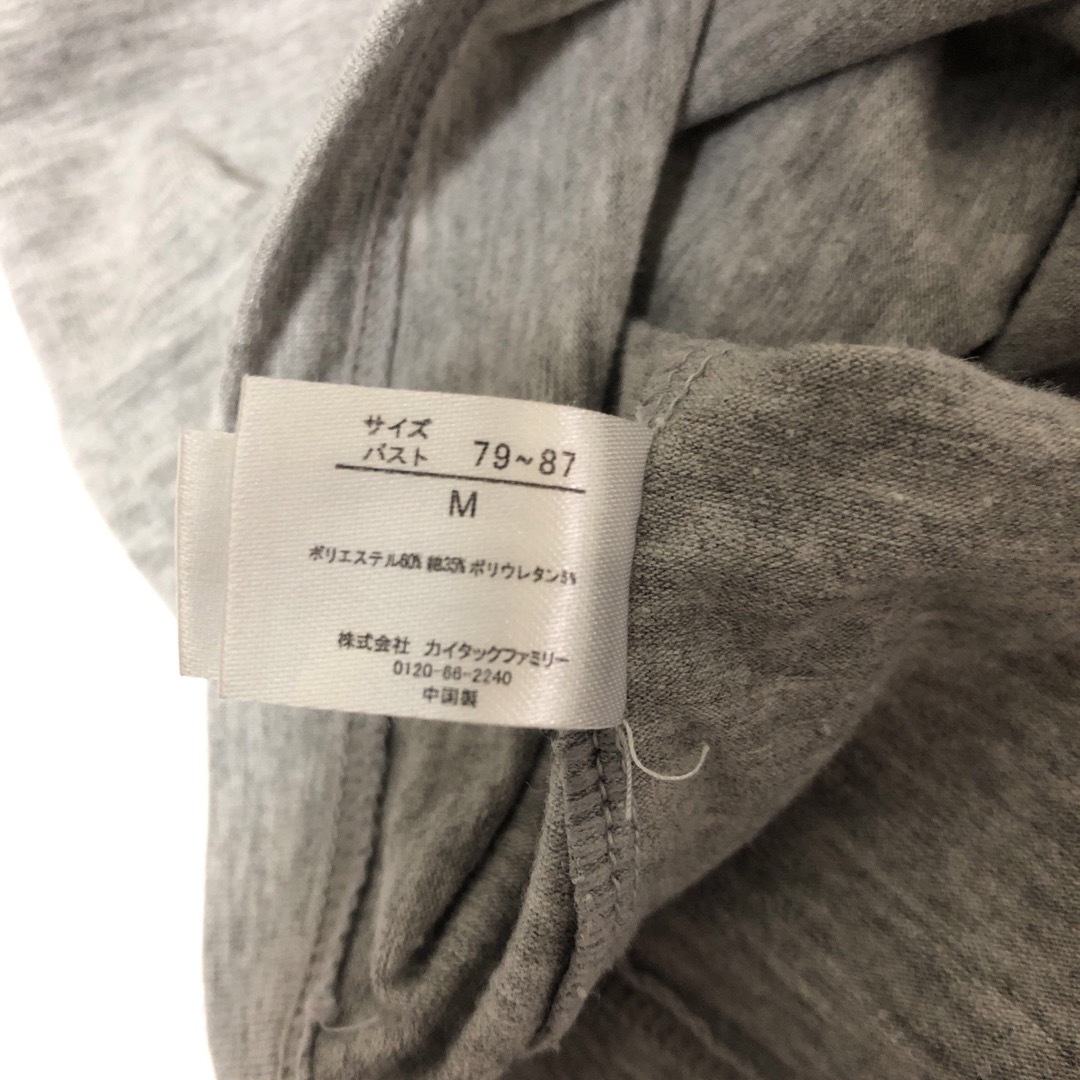 サイズ
バスト 79~87
M
ポリエステル60% 綿35% ポリウレタン5%
株式会社 カイタックファミリー
0120-66-2240
中国製